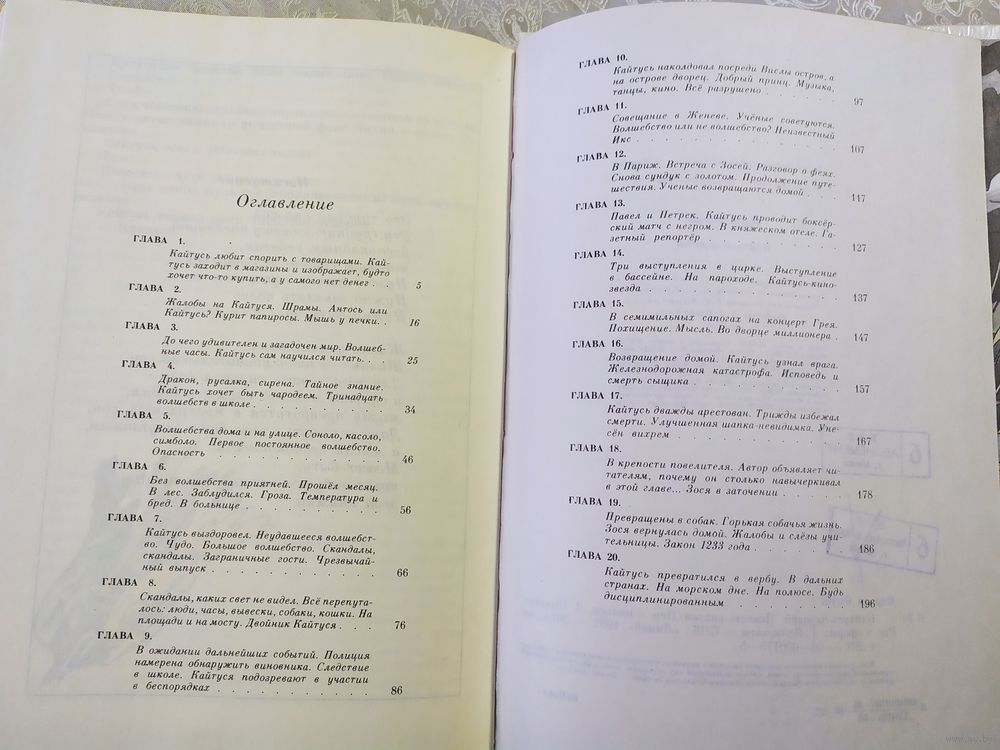 Оглавление
ГЛАВА 1.
Кайтусь любит спорить с товарищами. Кай-
тусь заходит в магазины и изображает, будто
хочет что-то купить, а у самого нет денег . . 5
ГЛАВА 2.
Жалобы на Кайтуся. Шрамы. Антось или
Кайтусь? Курит папиросы. Мышь у печки. . 16
ГЛАВА 3.
До чего удивителен и загадочен мир. Волшеб-
ные часы. Кайтусь сам научился читать. . . 25
ГЛАВА 4.
Дракон, русалка, сирена. Тайное знание.
Кайтусь хочет быть чародеем. Тринадцать
волшебств в школе . . . . . . . . . . 34
ГЛАВА 5.
Волшебства дома и на улице. Соноло, касоло,
симболо. Первое постоянное волшебство.
Опасность . . . . . . . . . . . . . 46
ГЛАВА 6.
Без волшебства приятней. Прошёл месяц.
В лес. Заблудился. Гроза. Температура и
бред. В больнице . . . . . . . . . . . 56
ГЛАВА 7.
Кайтусь выздоровел. Неудавшееся волшебст-
во. Чудо. Большое волшебство. Скандалы,
скандалы. Заграничные гости. Чрезвычай-
ный выпуск . . . . . . . . . . . . . 66
ГЛАВА 8.
Скандалы, каких свет не видел. Всё перепута-
лось: люди, часы, вывески, собаки, кошки. На
площади и на мосту. Двойник Кайтуся . . . 76
ГЛАВА 9.
В ожидании дальнейших событий. Полиция
намерена обнаружить виновника. Следствие
в школе. Кайтуся подозревают в участии
в беспорядках . . . . . . . . . . . . 86
ГЛАВА 10.
Кайтусь наколдовал посреди Вислы остров, а
на острове дворец. Добрый принц. Музыка,
танцы, кино. Всё разрушено . . . . . . . 97
ГЛАВА 11.
Совещание в Женеве. Учёные советуются.
Волшебство или не волшебство? Неизвестный
Икс . . . . . . . . . . . . . . . . 107
ГЛАВА 12.
В Париж. Встреча с Зосей. Разговор о феях.
Снова сундук с золотом. Продолжение путе-
шествия. Ученые возвращаются домой . . . 117
ГЛАВА 13.
Павел и Петрек. Кайтусь проводит боксёр-
ский матч с негром. В княжеском отеле. Га-
зетный репортёр . . . . . . . . . . . 127
ГЛАВА 14.
Три выступления в цирке. Выступление
в бассейне. На пароходе. Кайтусь-кино-
звезда . . . . . . . . . . . . . . . 137
ГЛАВА 15.
В семимильных сапогах на концерт Грея.
Похищение. Мысль. Во дворце миллионера . 147
ГЛАВА 16.
Возвращение домой. Кайтусь узнал врага.
Железнодорожная катастрофа. Исповедь и
смерть сыщика . . . . . . . . . . . . 157
ГЛАВА 17.
Кайтусь дважды арестован. Трижды избежал
смерти. Улучшенная шапка-невидимка. Уне-
сён вихрем . . . . . . . . . . . . . 167
ГЛАВА 18.
В крепости повелителя. Автор объявляет чи-
тателям, почему он столько навычеркивал
в этой главе... Зося в заточении . . . . . 178
ГЛАВА 19.
Превращены в собак. Горькая собачья жизнь.
Зося вернулась домой. Жалобы и слёзы учи-
тельницы. Закон 1233 года . . . . . . . 186
ГЛАВА 20.
Кайтусь превратился в вербу. В дальних
странах. На морском дне. На полюсе. Будь
дисциплинированным . . . . . . . . . 196